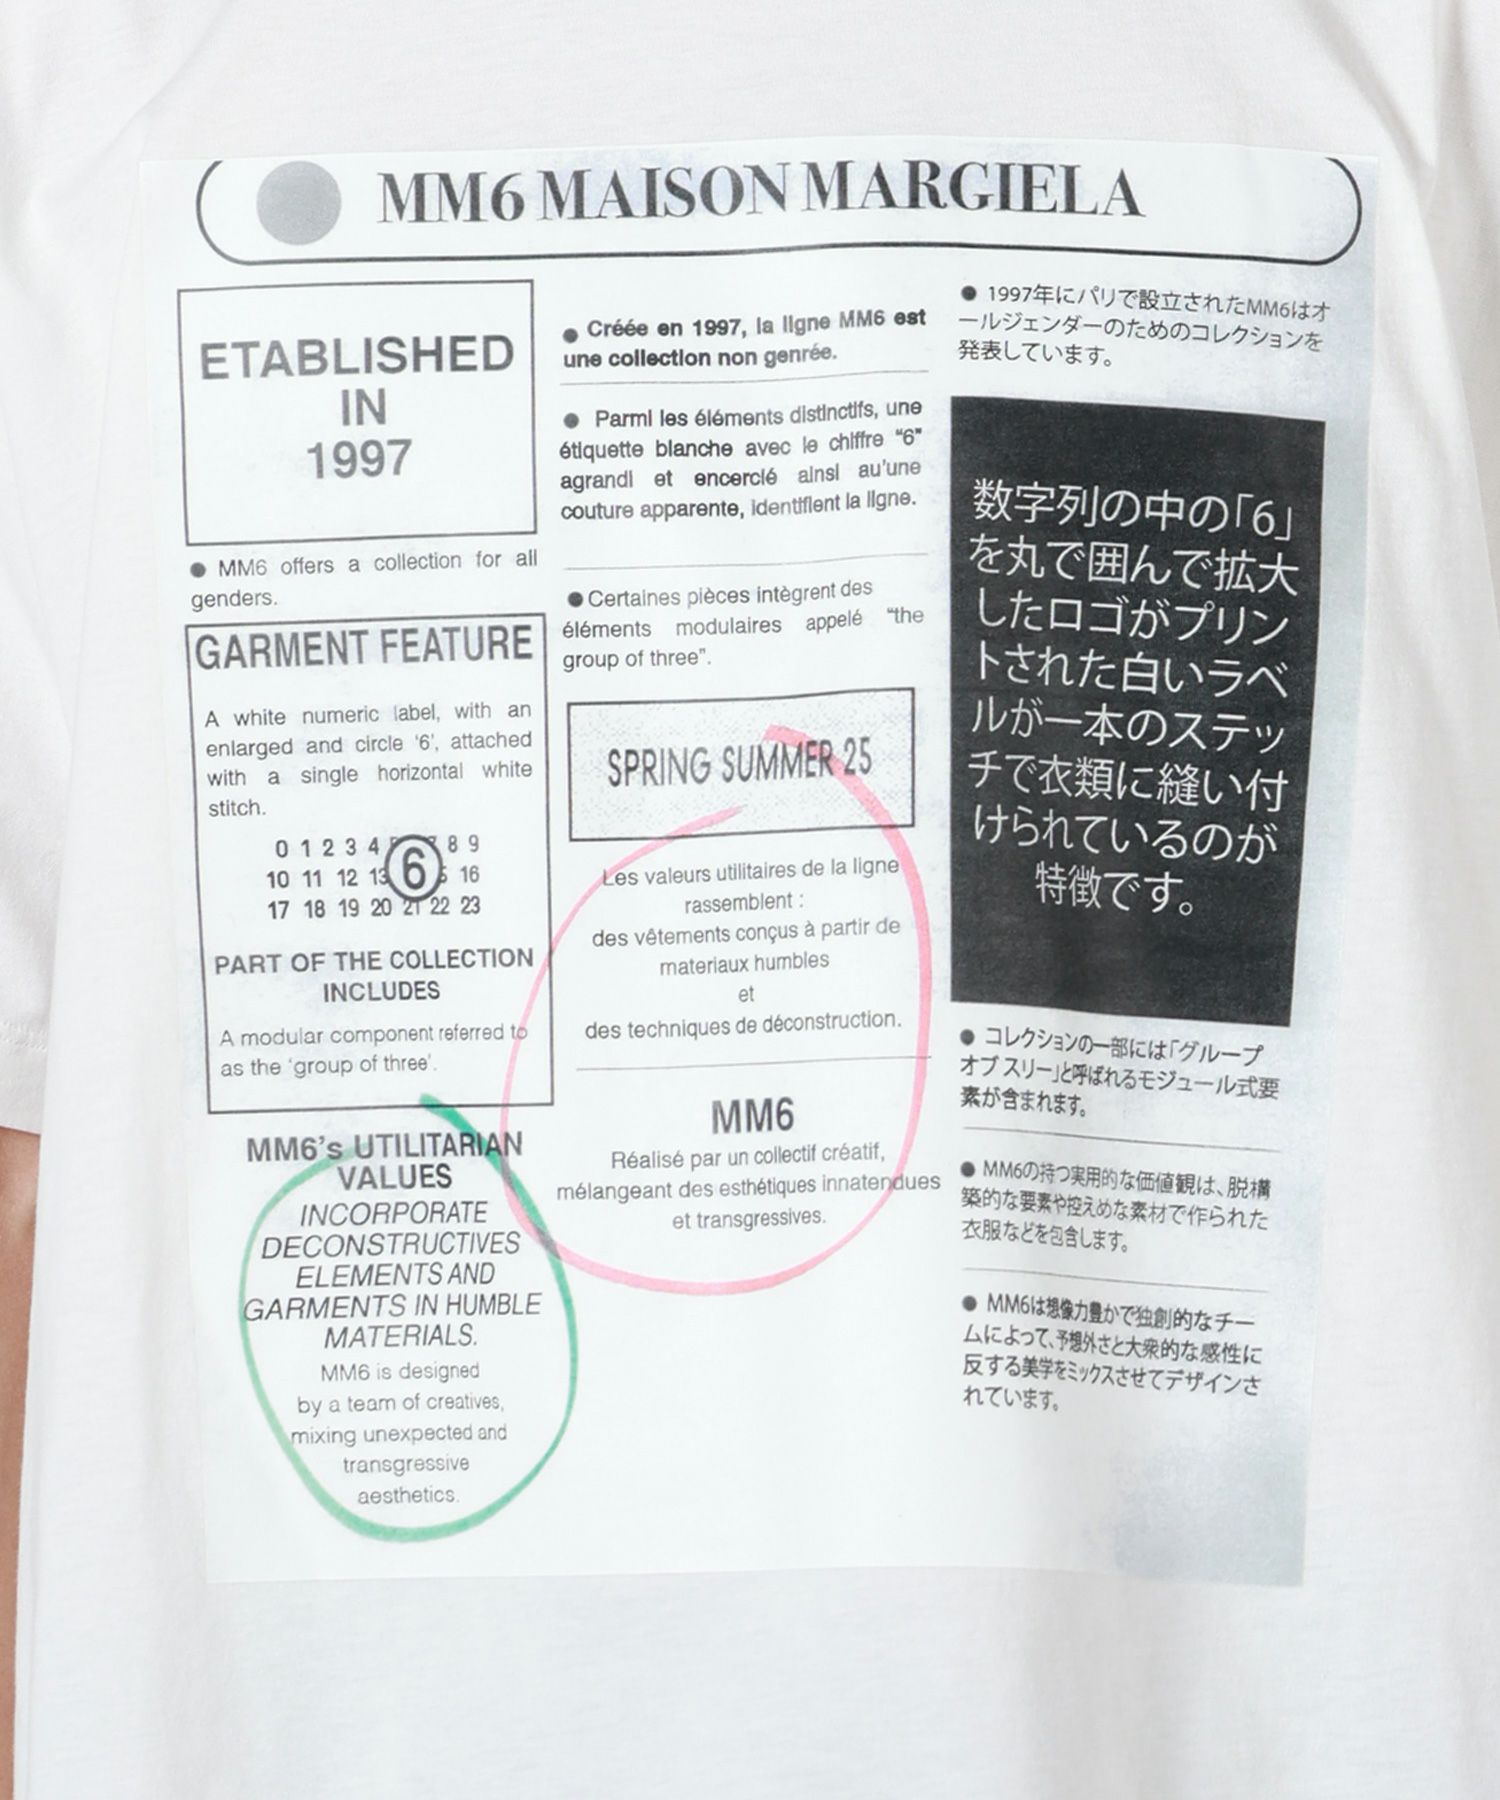 MM6 MAISON MARGIELA
ETABLISHED
IN
1997
● MM6 offers a collection for all
genders.
GARMENT FEATURE
A white numeric label, with an
enlarged and circle ‘6’, attached
with a single horizontal white
stitch.
0 1 2 3 4 8 9
10 11 12 13 6 16
17 18 19 20 21 22 23
PART OF THE COLLECTION
INCLUDES
A modular component referred to
as the ‘group of three’.
MM6’s UTILITARIAN
VALUES
INCORPORATE
DECONSTRUCTIVES
ELEMENTS AND
GARMENTS IN HUMBLE
MATERIALS.
MM6 is designed
by a team of creatives,
mixing unexpected and
transgressive
aesthetics.
● Créée en 1997, la ligne MM6 est
une collection non genrée.
● Parmi les éléments distinctifs, une
étiquette blanche avec le chiffre “6”
agrandi et encerclé ainsi au’une
couture apparente, identifient la ligne.
● Certaines pièces intègrent des
éléments modulaires appelé “the
group of three”.
SPRING SUMMER 25
Les valeurs utilitaires de la ligne
rassemblent :
des vêtements conçus à partir de
materiaux humbles
et
des techniques de déconstruction.
MM6
Réalisé par un collectif créatif,
mélangeant des esthétiques innatendues
et transgressives.
● 1997年にパリで設立されたMM6はオ
ールジェンダーのためのコレクションを
発表しています。
数字列の中の「6」
を丸で囲んで拡大
したロゴがプリン
トされた白いラベ
ルが一本のステッ
チで衣類に縫い付
けられているのが
特徴です。
● コレクションの一部には「グループ
オブ スリー」と呼ばれるモジュール式要
素が含まれます。
● MM6の持つ実用的な価値観は、脱構
築的な要素や控えめな素材で作られた
衣服などを包含します。
● MM6は想像力豊かで独創的なチー
ムによって、予想外さと大衆的な感性に
反する美学をミックスさせてデザインさ
れています。